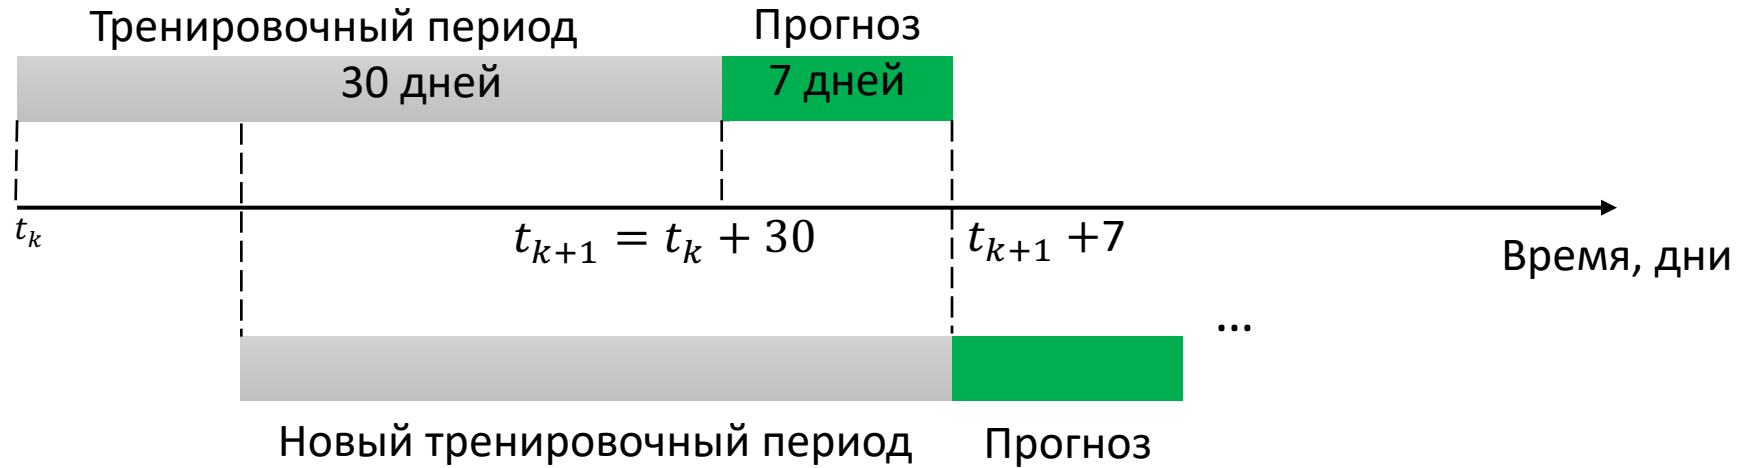 Тренировочный период
Прогноз
30 дней
7 дней
t_k
t_{k+1} = t_k + 30
t_{k+1} +7
Время, дни
...
Новый тренировочный период
Прогноз